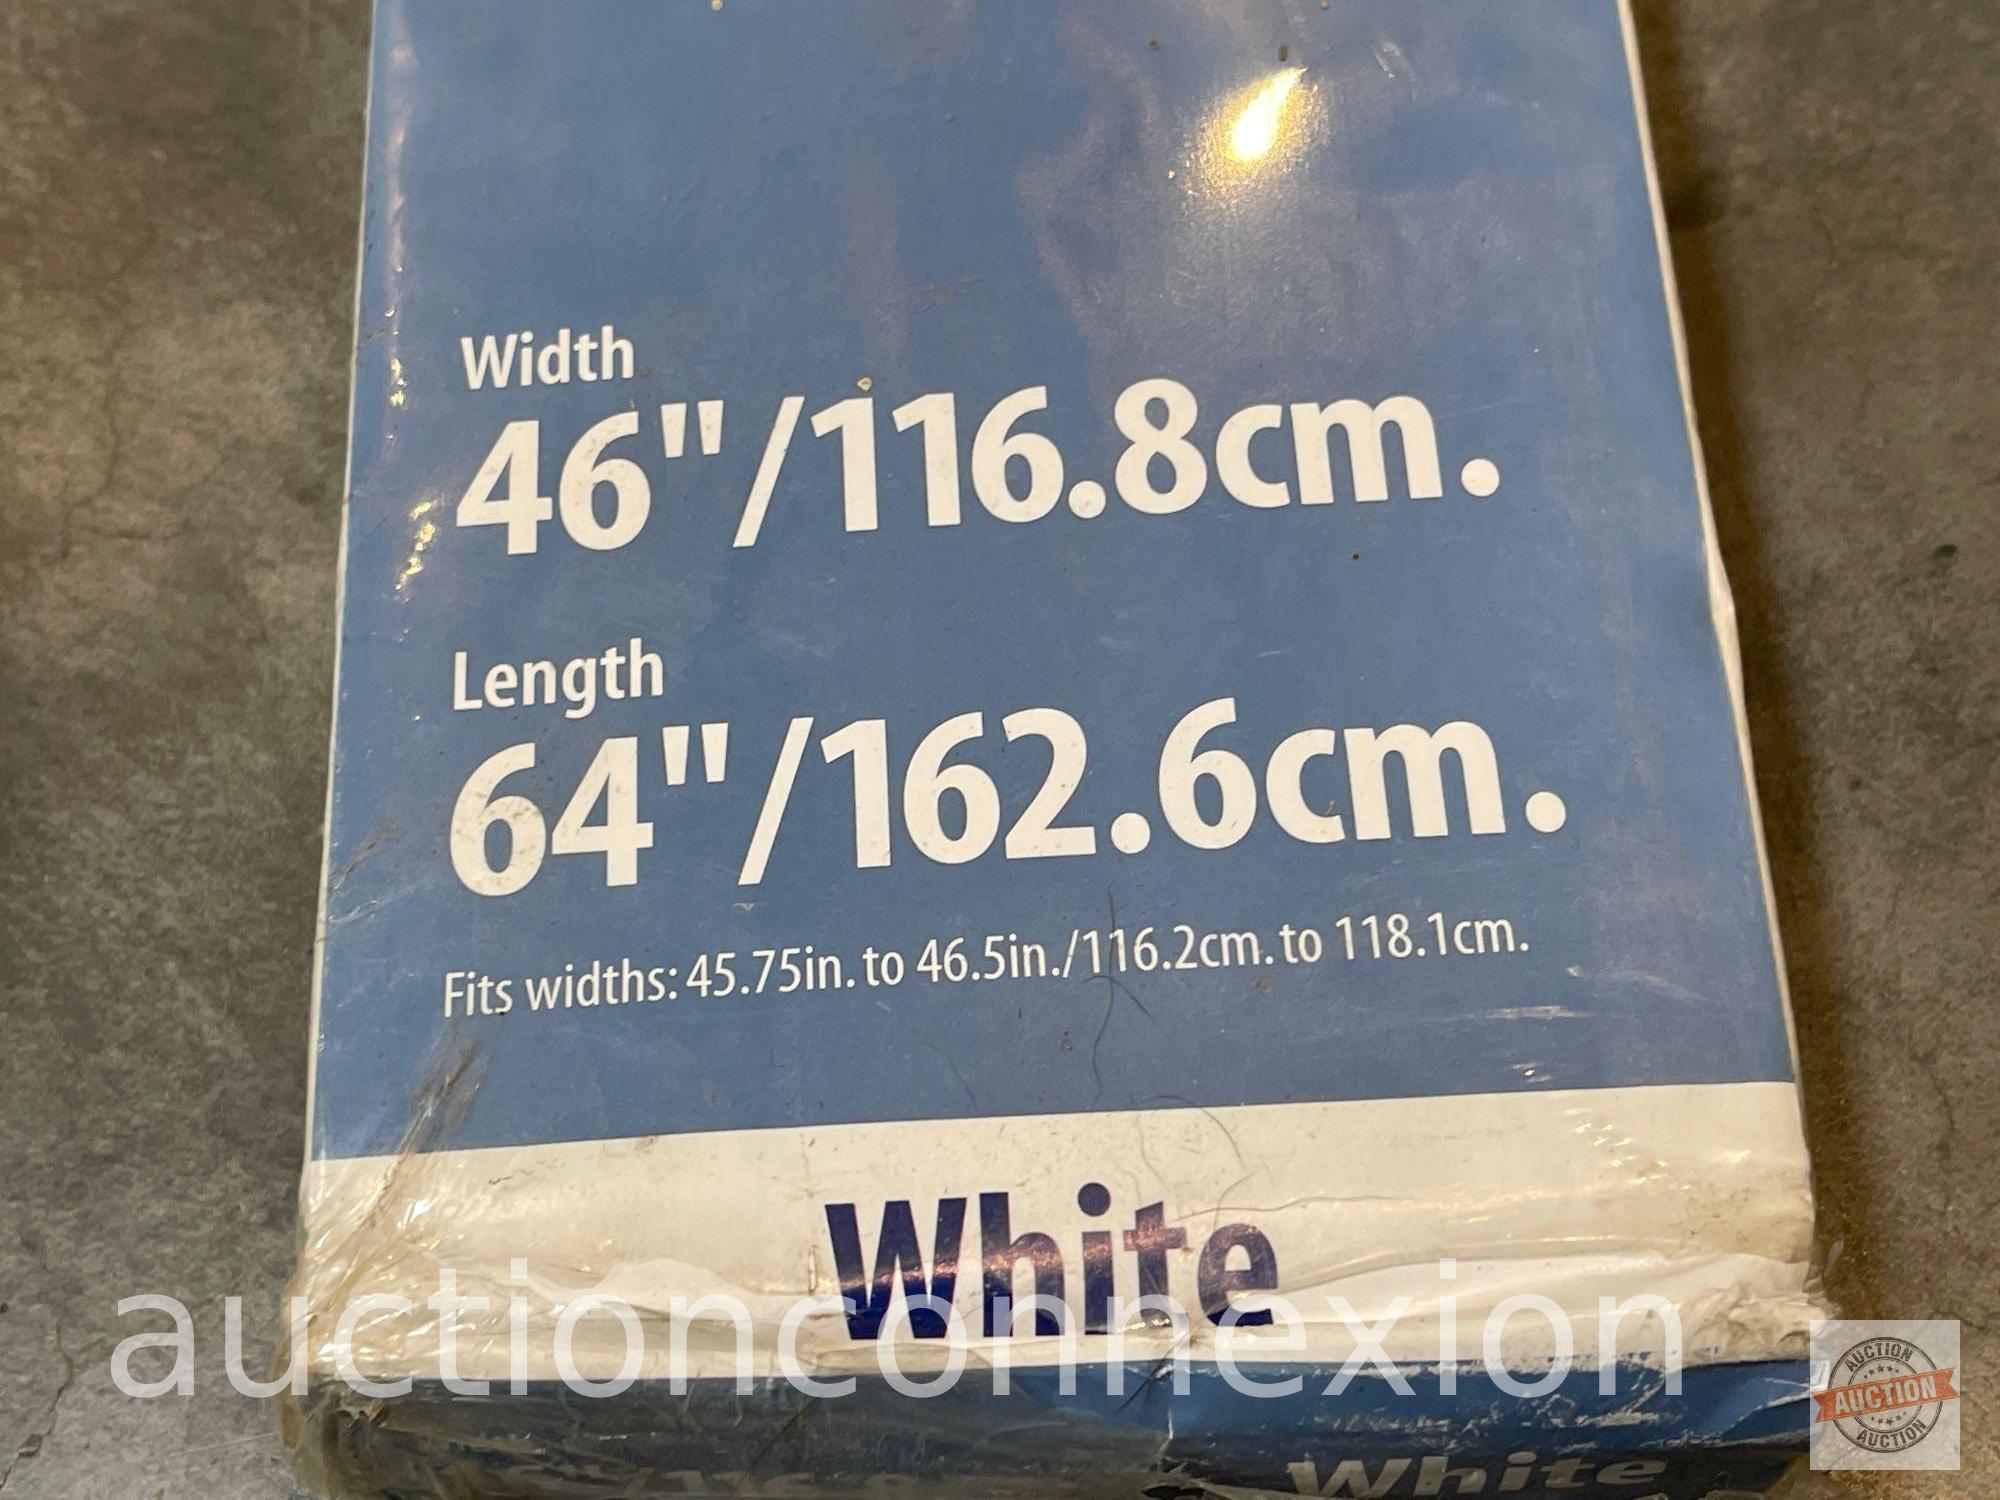 Width
46"/116.8cm.
Length
64"/162.6cm.
Fits widths: 45.75in. to 46.5in./116.2cm. to 118.1cm.
White
auctionconnexion
AUCTION
AUCTION
AUCTION
White